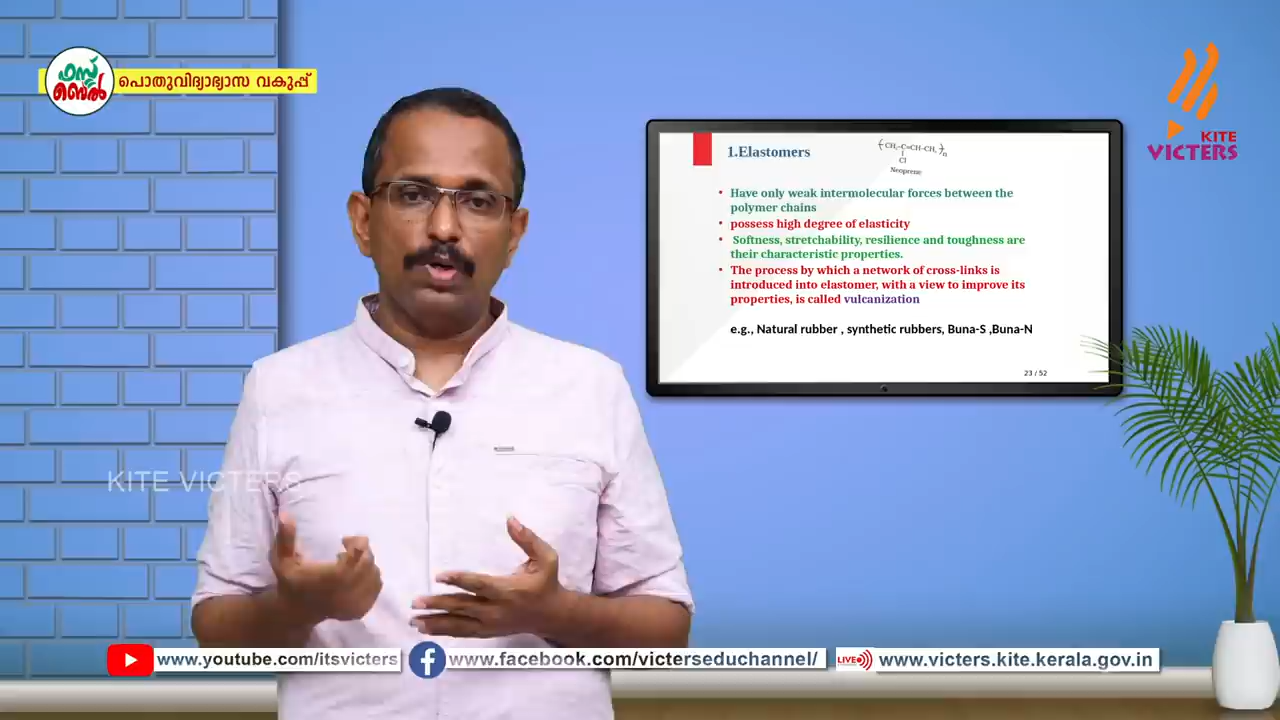 ഫസ്റ്റ്
ബെൽ
പൊതുവിദ്യാഭ്യാസ വകുപ്പ്
KITE
VICTERS
1.Elastomers
(CH₂-C=CH-CH₂)n
Cl
Neoprene
• Have only weak intermolecular forces between the
polymer chains
• possess high degree of elasticity
• Softness, stretchability, resilience and toughness are
their characteristic properties.
• The process by which a network of cross-links is
introduced into elastomer, with a view to improve its
properties, is called vulcanization
e.g., Natural rubber , synthetic rubbers, Buna-S ,Buna-N
23 / 52
KITE VICTERS
www.youtube.com/itsvicters
www.facebook.com/victerseduchannel/
LIVE
www.victers.kite.kerala.gov.in